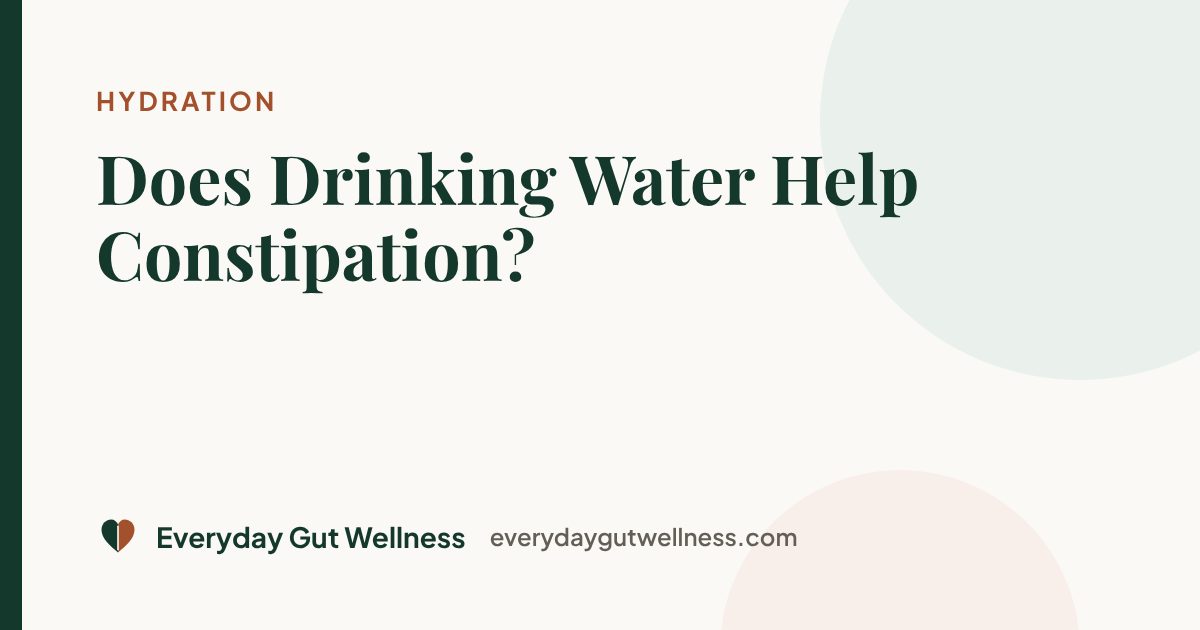 HYDRATION
Does Drinking Water Help
Constipation?
Everyday Gut Wellness everydaygutwellness.com